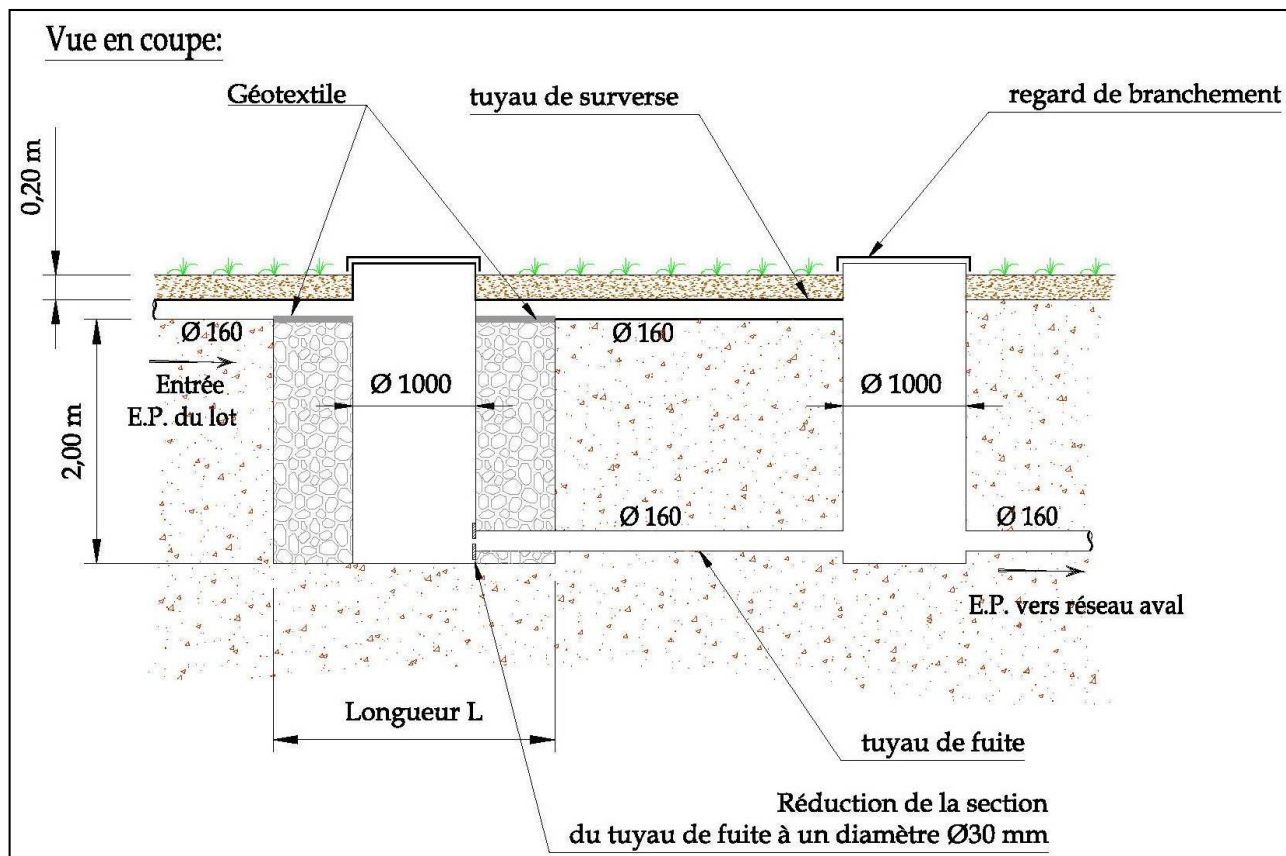 Vue en coupe:
Géotextile
tuyau de surverse
regard de branchement
0,20 m
Ø 160
Ø 160
Entrée
E.P. du lot
Ø 1000
Ø 1000
2,00 m
Ø 160
Ø 160
E.P. vers réseau aval
Longueur L
tuyau de fuite
Réduction de la section
du tuyau de fuite à un diamètre Ø30 mm